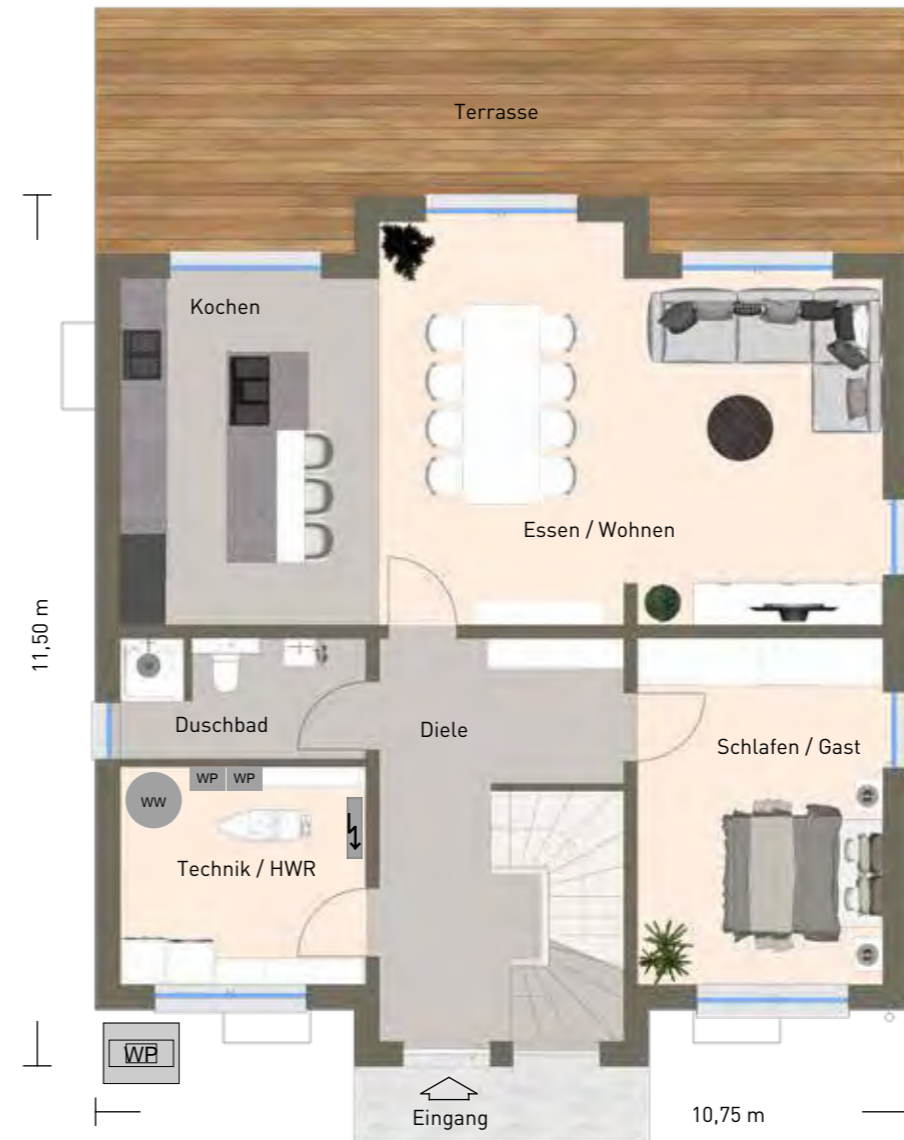 Terrasse
Kochen
Essen / Wohnen
11,50 m
Duschbad
Diele
Schlafen / Gast
WP WP
WW
Technik / HWR
WP
Eingang
10,75 m